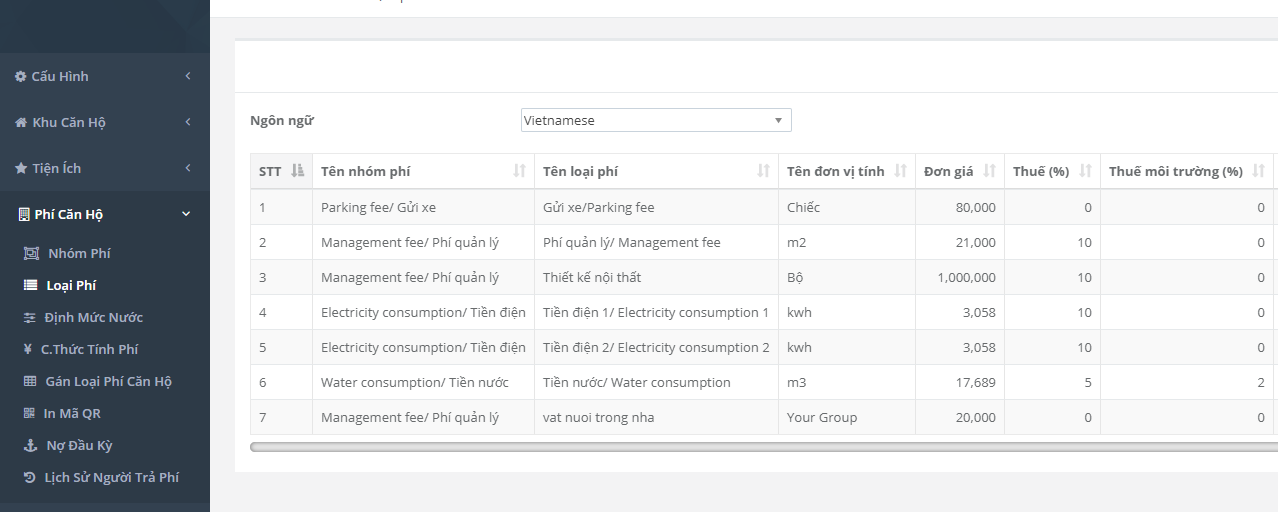 Cấu Hình
Khu Căn Hộ
Tiện Ích
Phí Căn Hộ
Nhóm Phí
Loại Phí
Định Mức Nước
C.Thức Tính Phí
Gán Loại Phí Căn Hộ
In Mã QR
Nợ Đầu Kỳ
Lịch Sử Người Trả Phí
Ngôn ngữ Vietnamese
STT Tên nhóm phí Tên loại phí Tên đơn vị tính Đơn giá Thuế (%) Thuế môi trường (%)
1 Parking fee/ Gửi xe Gửi xe/Parking fee Chiếc 80,000 0 0
2 Management fee/ Phí quản lý Phí quản lý/ Management fee m2 21,000 10 0
3 Management fee/ Phí quản lý Thiết kế nội thất Bộ 1,000,000 10 0
4 Electricity consumption/ Tiền điện Tiền điện 1/ Electricity consumption 1 kwh 3,058 10 0
5 Electricity consumption/ Tiền điện Tiền điện 2/ Electricity consumption 2 kwh 3,058 10 0
6 Water consumption/ Tiền nước Tiền nước/ Water consumption m3 17,689 5 2
7 Management fee/ Phí quản lý vat nuoi trong nha Your Group 20,000 0 0